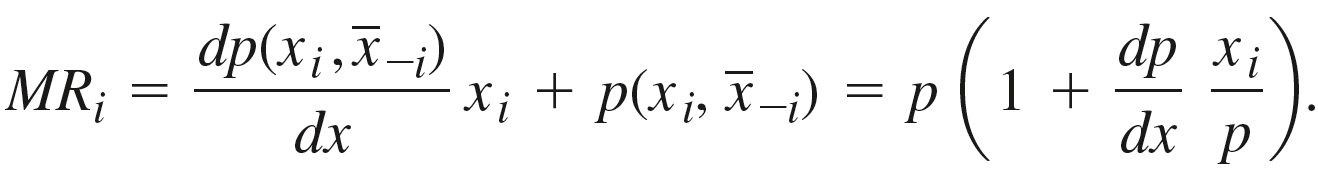 $MR_i = \frac{dp(x_i, \overline{x}_{-i})}{dx} x_i + p(x_i, \overline{x}_{-i}) = p \left( 1 + \frac{dp}{dx} \frac{x_i}{p} \right).$